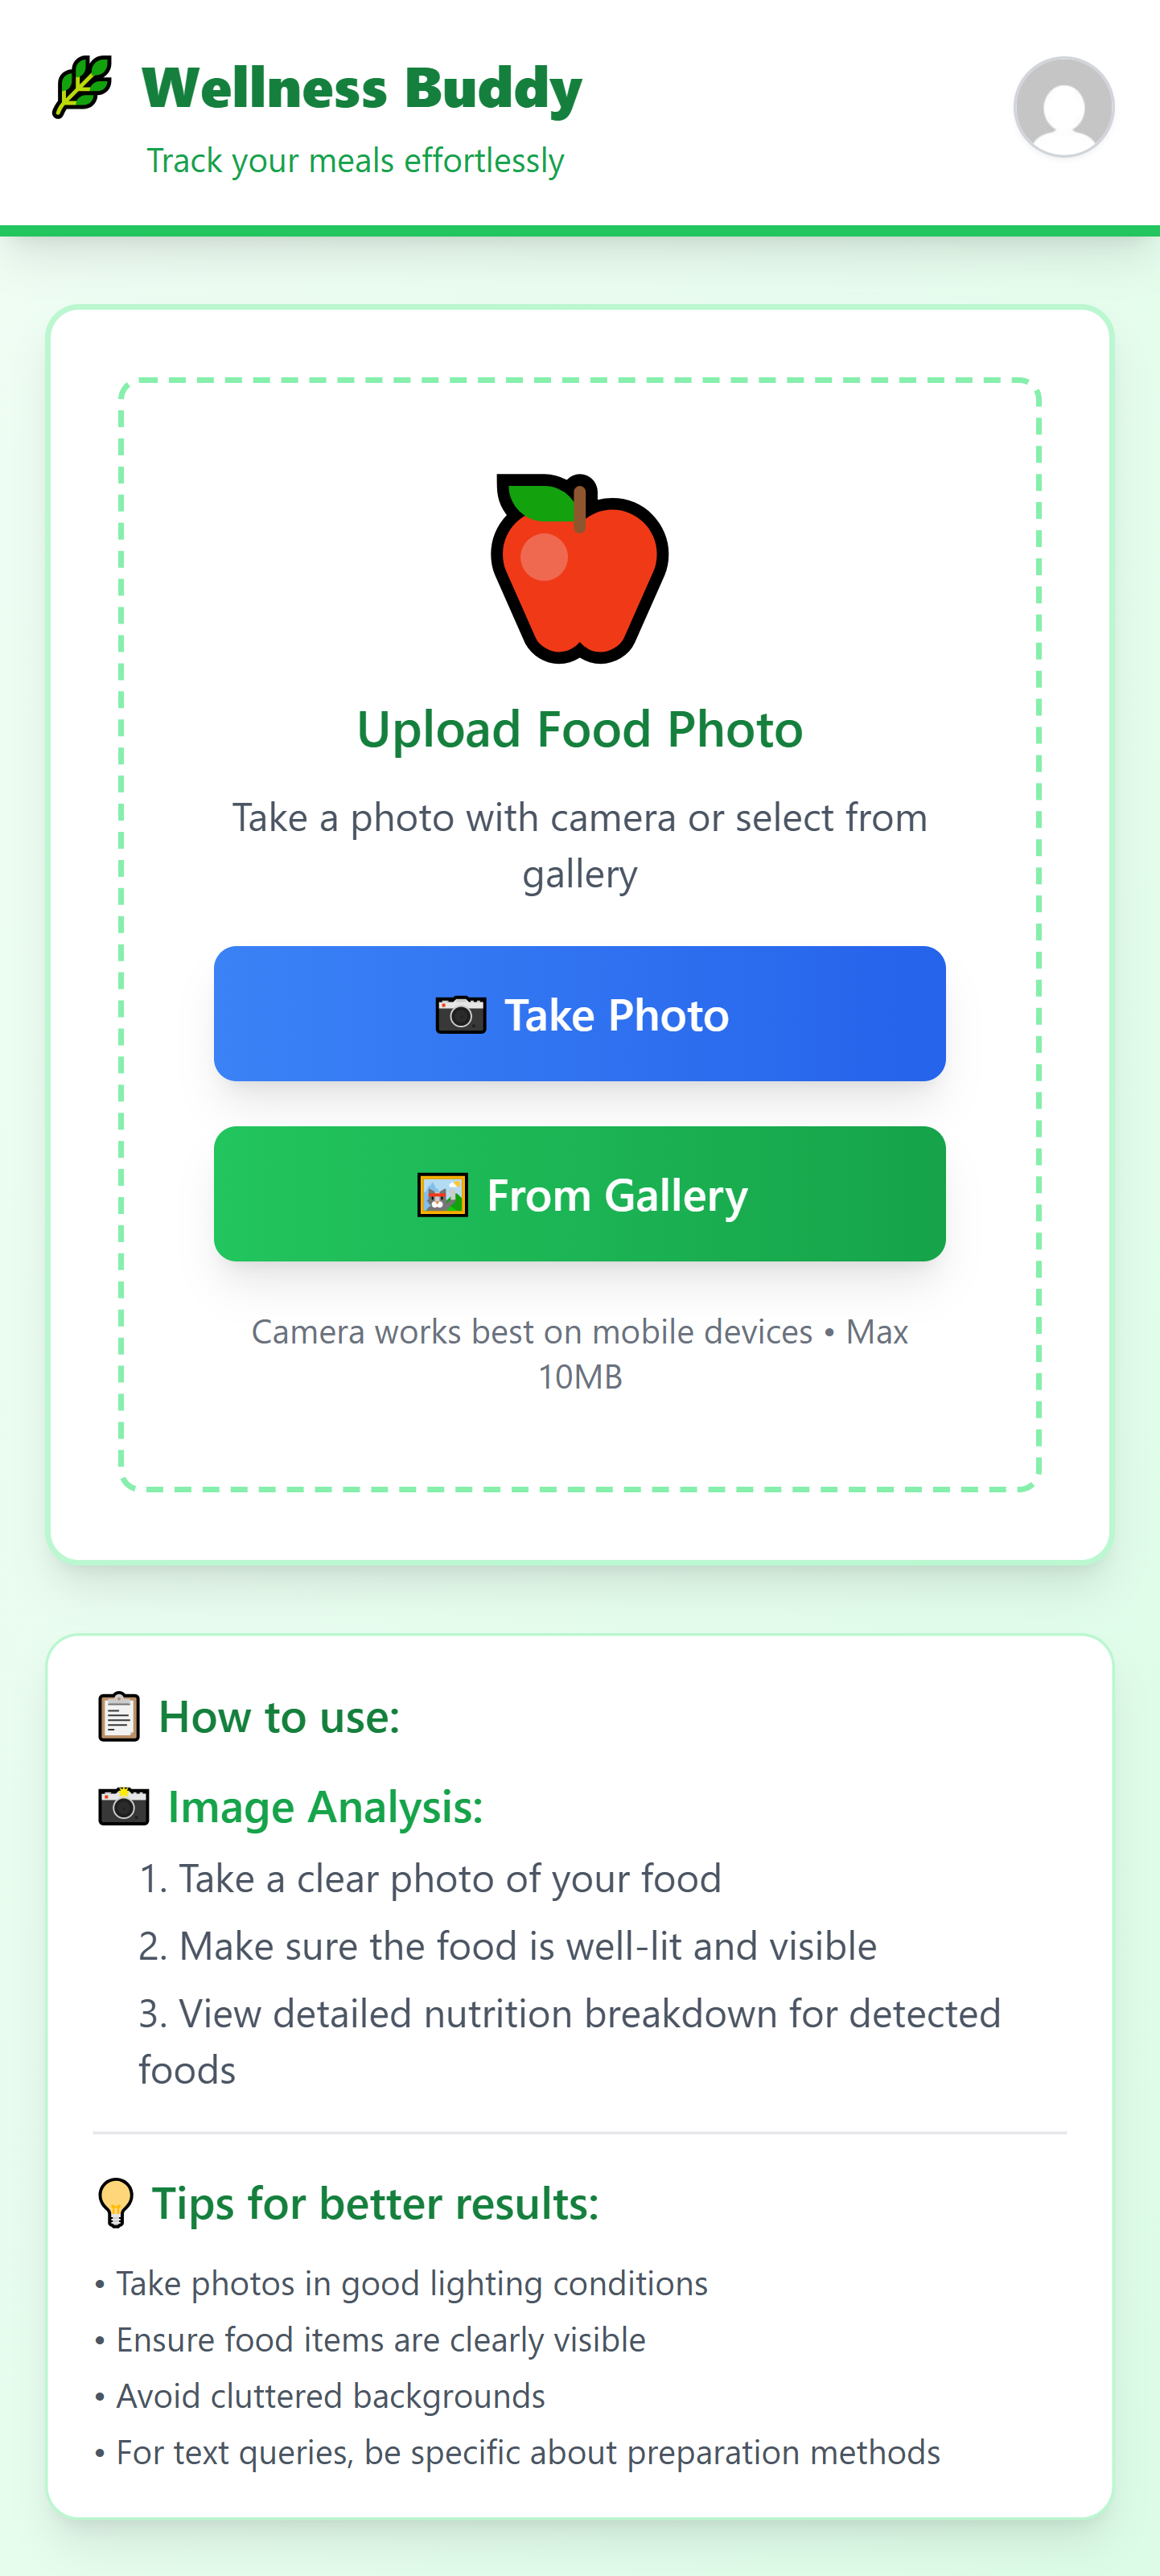 Wellness Buddy
Track your meals effortlessly
Upload Food Photo
Take a photo with camera or select from
gallery
Take Photo
From Gallery
Camera works best on mobile devices • Max
10MB
How to use:
Image Analysis:
1. Take a clear photo of your food
2. Make sure the food is well-lit and visible
3. View detailed nutrition breakdown for detected
foods
Tips for better results:
• Take photos in good lighting conditions
• Ensure food items are clearly visible
• Avoid cluttered backgrounds
• For text queries, be specific about preparation methods